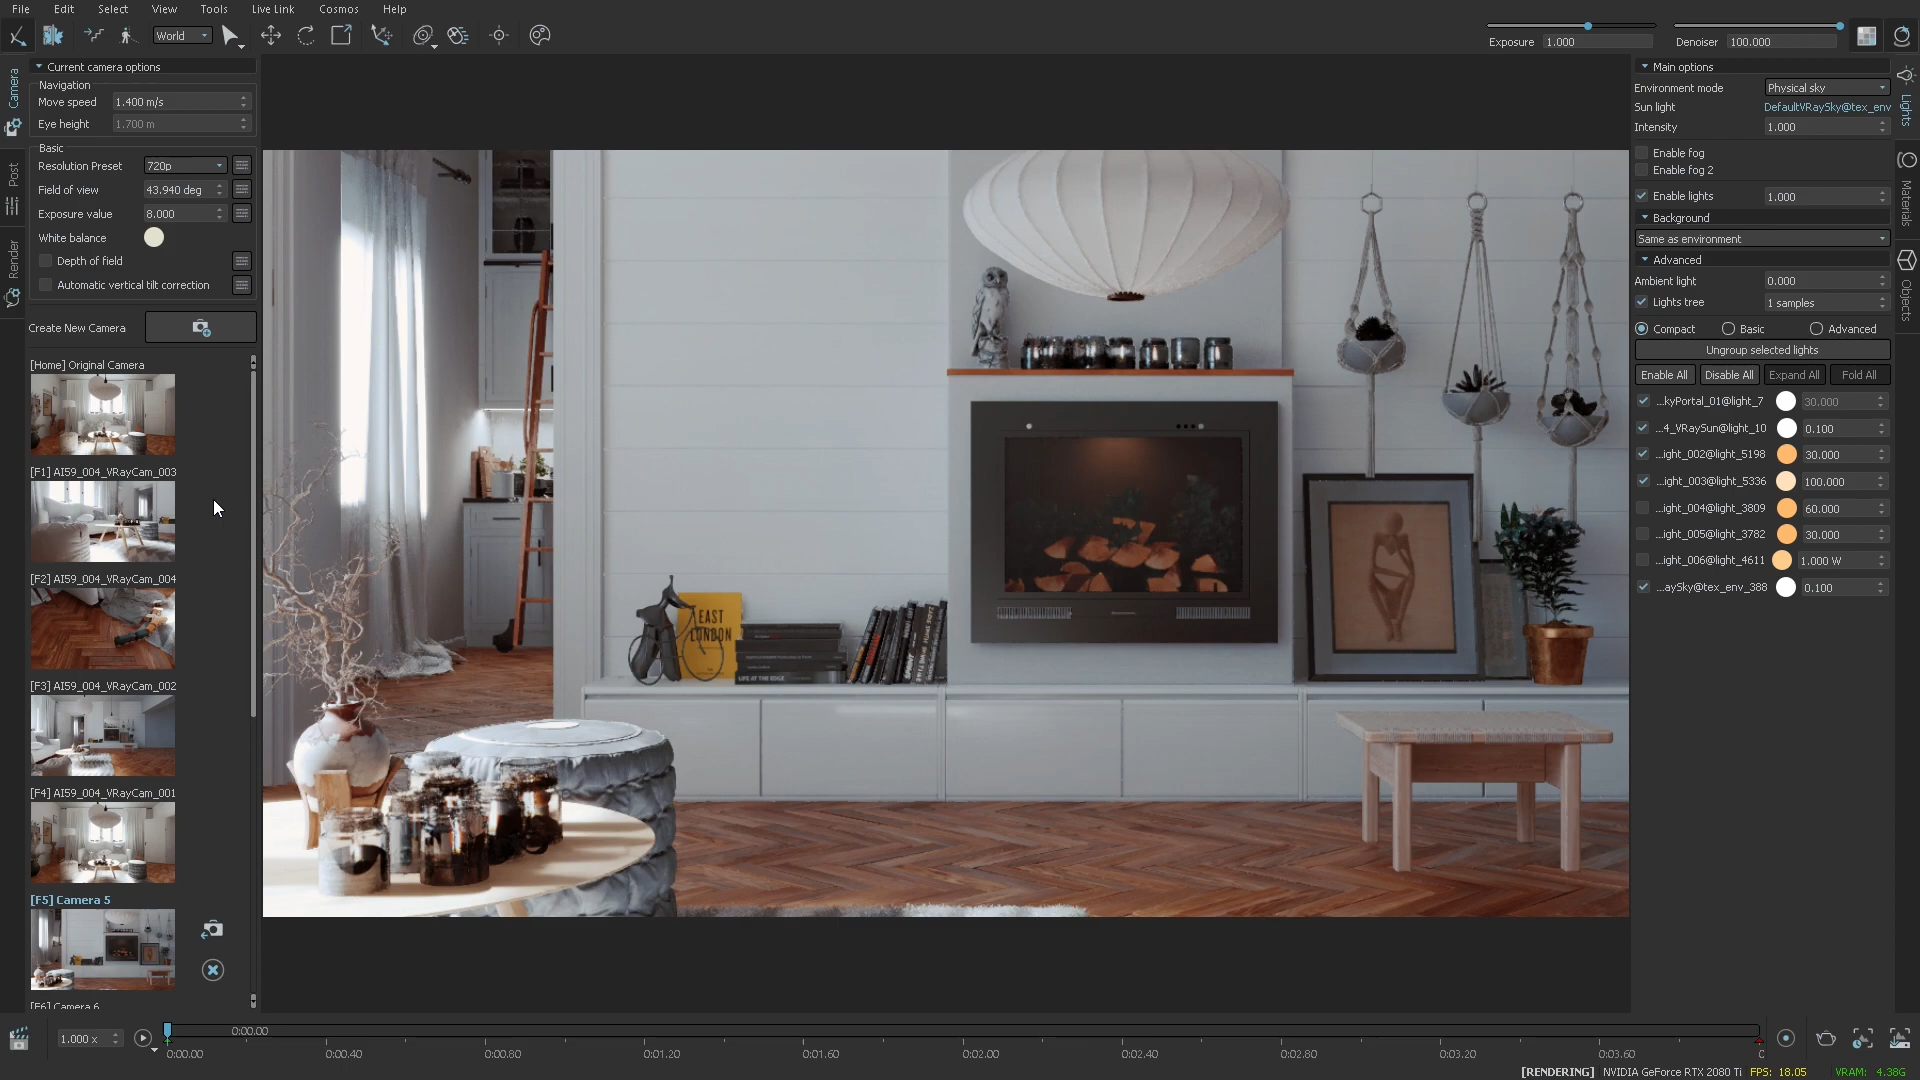 File Edit Select View Tools Live Link Cosmos Help
World
Exposure 1.000
Denoiser 100.000
Camera
Post
Render
Current camera options
Navigation
Move speed 1.400 m/s
Eye height 1.700 m
Basic
Resolution Preset 720p
Field of view 43.940 deg
Exposure value 8.000
White balance
Depth of field
Automatic vertical tilt correction
Create New Camera
[Home] Original Camera
[F1] AI59_004_VRayCam_003
[F2] AI59_004_VRayCam_004
[F3] AI59_004_VRayCam_002
[F4] AI59_004_VRayCam_001
[F5] Camera 5
[F6] Camera 6
EAST
LONDON
LIFE AT THE EDGE
Main options
Environment mode Physical sky
Sun light DefaultVRaySky@tex_env
Intensity 1.000
Enable fog
Enable fog 2
Enable lights 1.000
Background
Same as environment
Advanced
Ambient light 0.000
Lights tree 1 samples
Compact Basic Advanced
Ungroup selected lights
Enable All Disable All Expand All Fold All
...kyPortal_01@light_7 30.000
...4_VRaySun@light_10 0.100
...ight_002@light_5198 30.000
...ight_003@light_5336 100.000
...ight_004@light_3809 60.000
...ight_005@light_3782 30.000
...ight_006@light_4611 1.000 W
...aySky@tex_env_388 0.100
Lights
Materials
Objects
1.000 x
0:00.00
0:00.00 0:00.40 0:00.80 0:01.20 0:01.60 0:02.00 0:02.40 0:02.80 0:03.20 0:03.60
[RENDERING] NVIDIA GeForce RTX 2080 Ti FPS: 18.05 VRAM: 4.38G